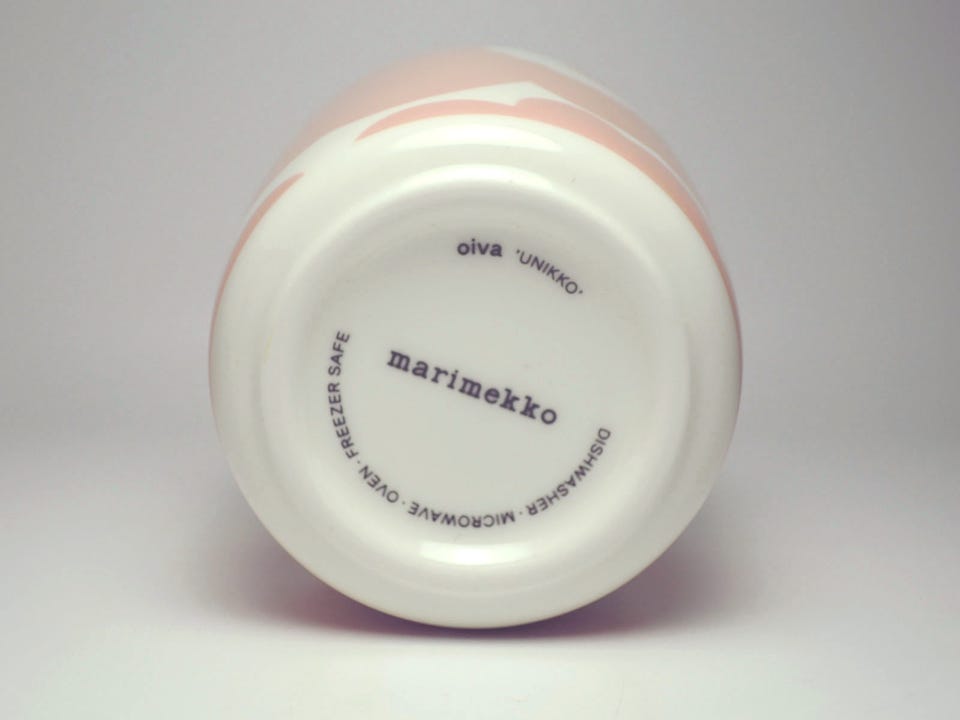 oiva 'UNIKKO'
marimekko
DISHWASHER · MICROWAVE · OVEN · FREEZER SAFE